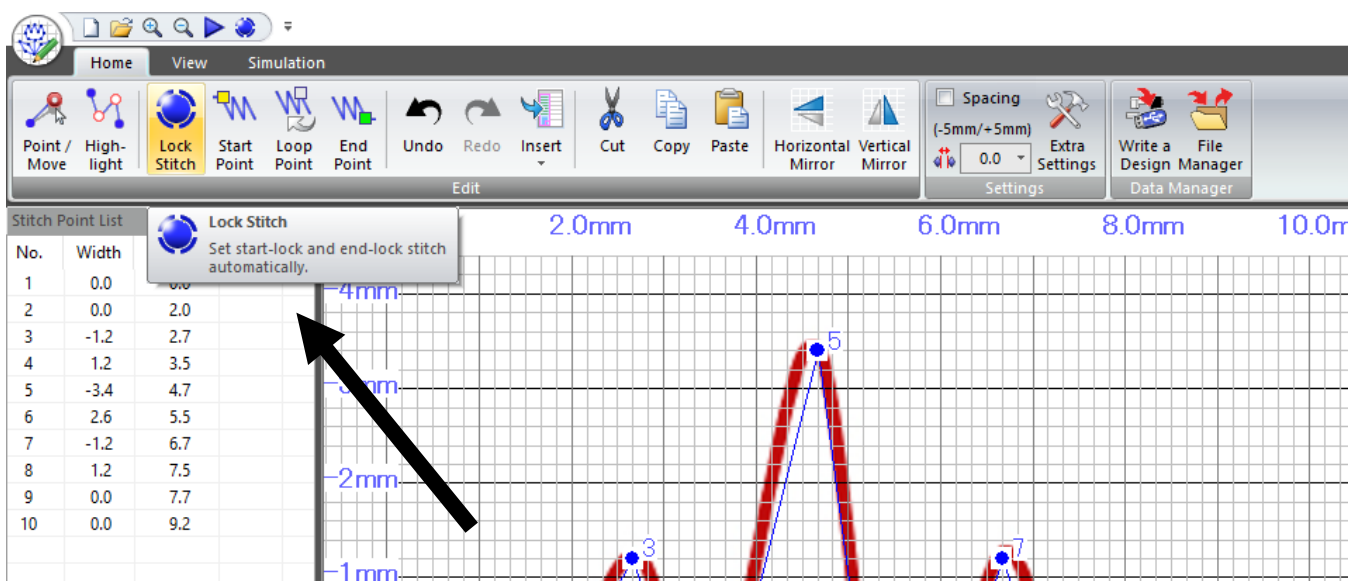 Home View Simulation
Point / Move
High-light
Lock Stitch
Start Point
Loop Point
End Point
Undo
Redo
Insert
Cut
Copy
Paste
Horizontal Mirror
Vertical Mirror
Edit
Spacing
(-5mm/+5mm)
0.0
Extra Settings
Settings
Write a Design
File Manager
Data Manager
Stitch Point List
Lock Stitch
Set start-lock and end-lock stitch
automatically.
No. Width
1 0.0 0.0
2 0.0 2.0
3 -1.2 2.7
4 1.2 3.5
5 -3.4 4.7
6 2.6 5.5
7 -1.2 6.7
8 1.2 7.5
9 0.0 7.7
10 0.0 9.2
2.0mm 4.0mm 6.0mm 8.0mm 10.0m
-4mm
5
-3mm
-2mm
3
7
-1mm